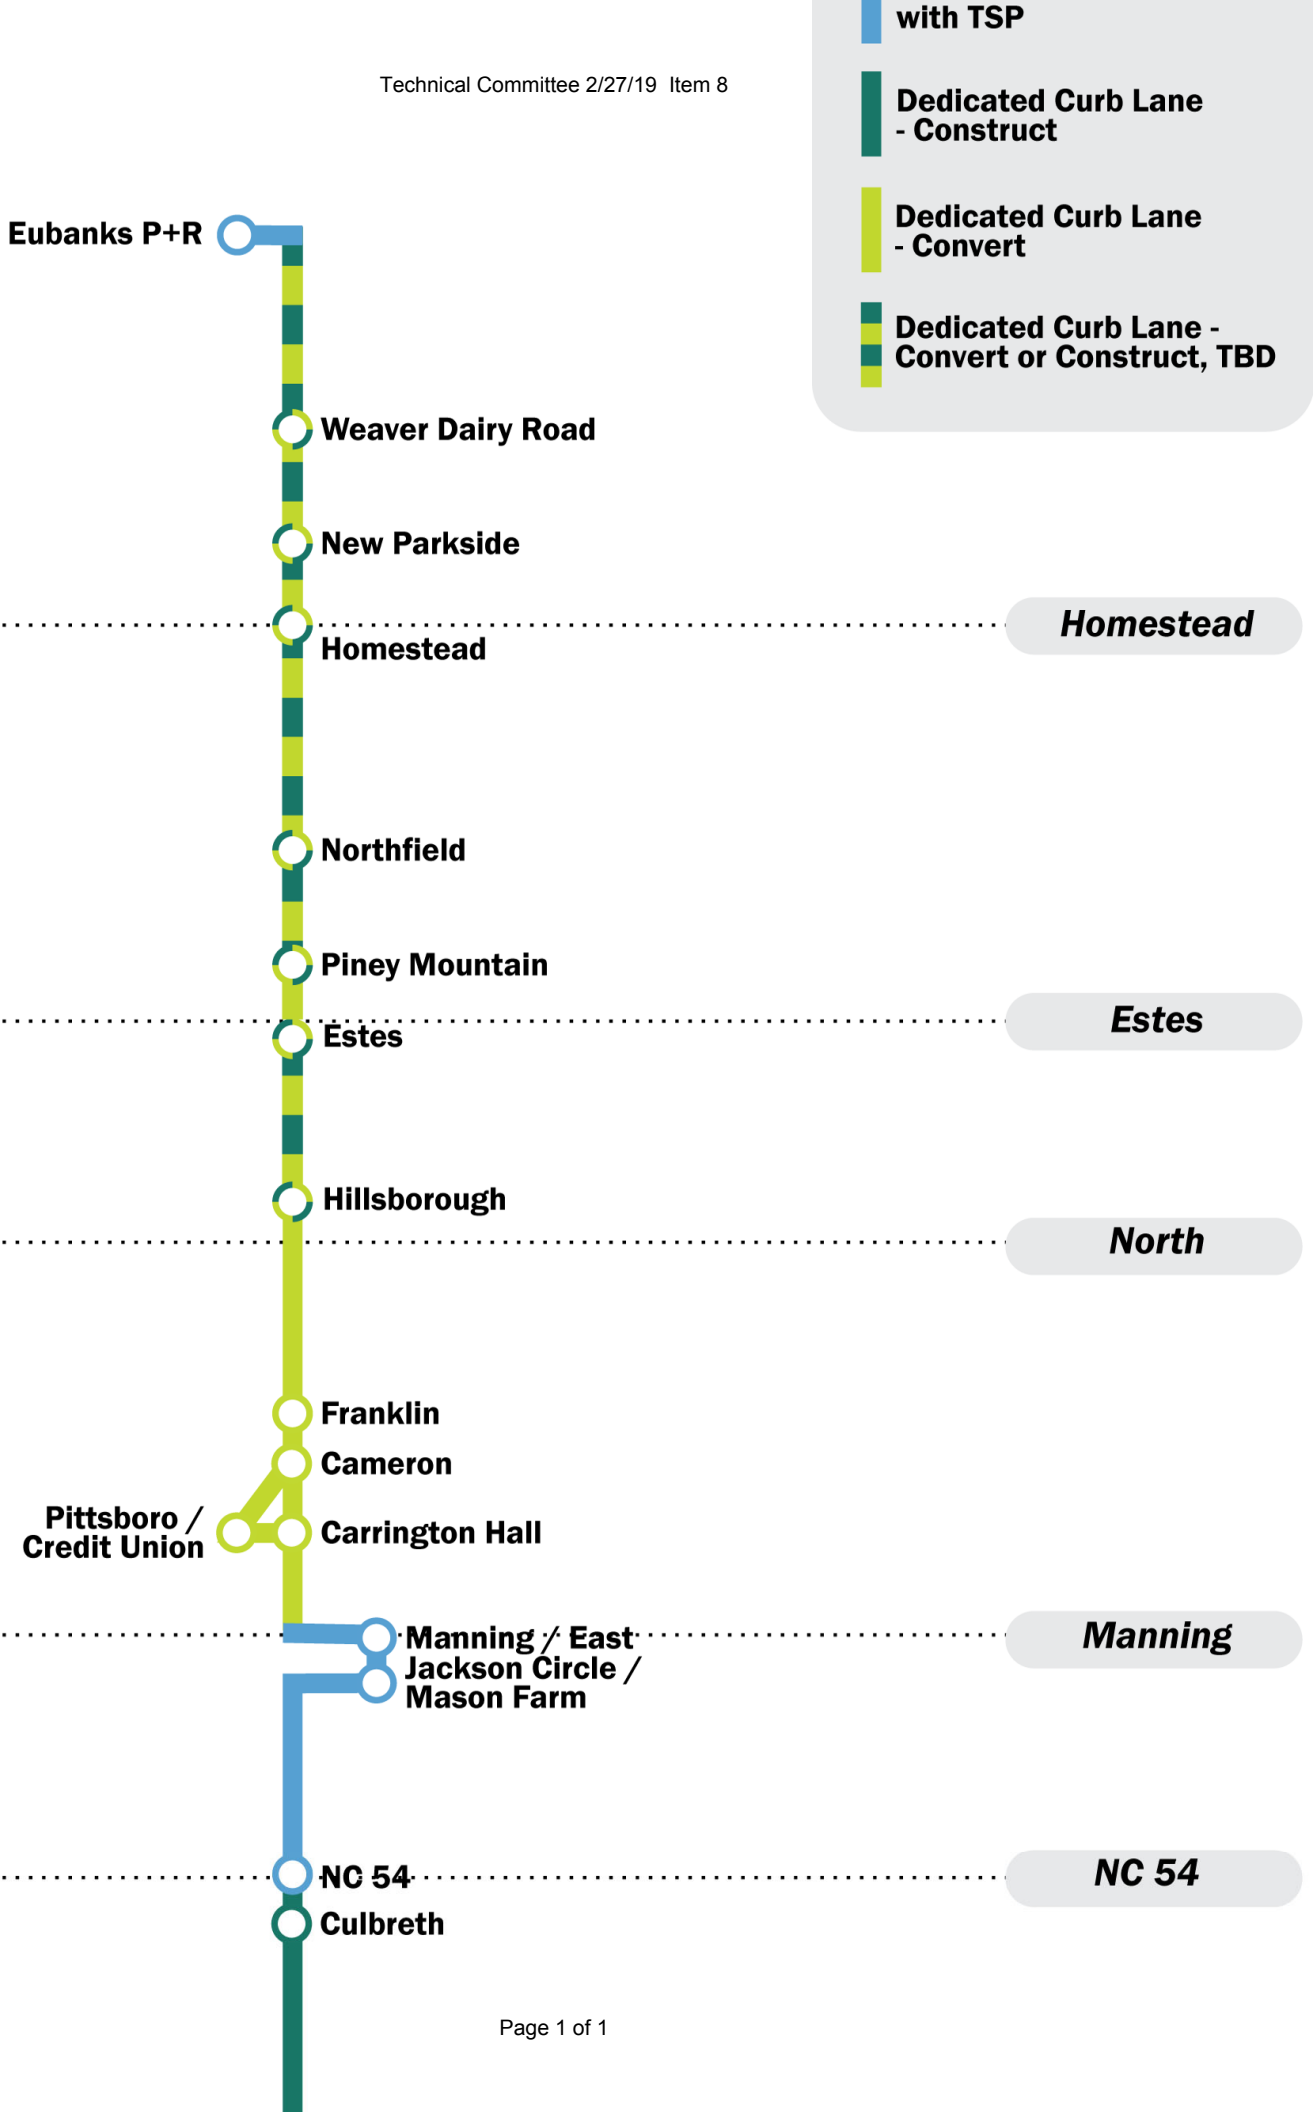 with TSP
Technical Committee 2/27/19 Item 8
Dedicated Curb Lane
- Construct
Dedicated Curb Lane
- Convert
Dedicated Curb Lane -
Convert or Construct, TBD
Eubanks P+R
Weaver Dairy Road
New Parkside
Homestead
Homestead
Northfield
Piney Mountain
Estes
Estes
Hillsborough
North
Franklin
Cameron
Pittsboro /
Credit Union
Carrington Hall
Manning / East
Manning
Jackson Circle /
Mason Farm
NC 54
NC 54
Culbreth
Page 1 of 1